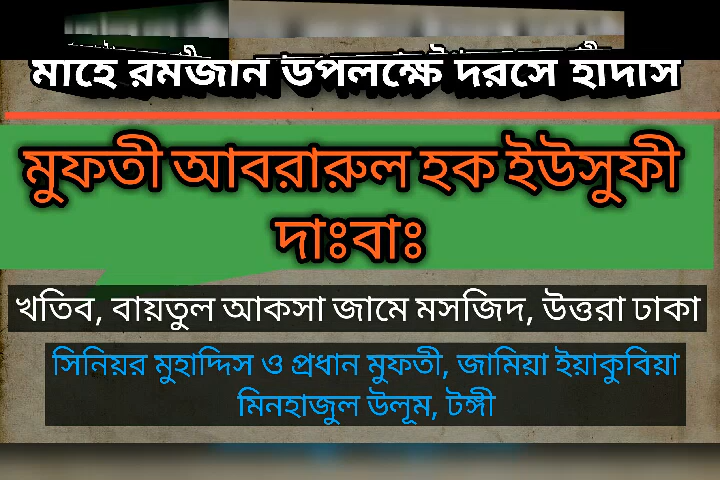 মাহে রমজান উপলক্ষে দরসে হাদীস
মুফতী আবরারুল হক ইউসুফী
দাঃবাঃ
খতিব, বায়তুল আকসা জামে মসজিদ, উত্তরা ঢাকা
সিনিয়র মুহাদ্দিস ও প্রধান মুফতী, জামিয়া ইয়াকুবিয়া
মিনহাজুল উলূম, টঙ্গী